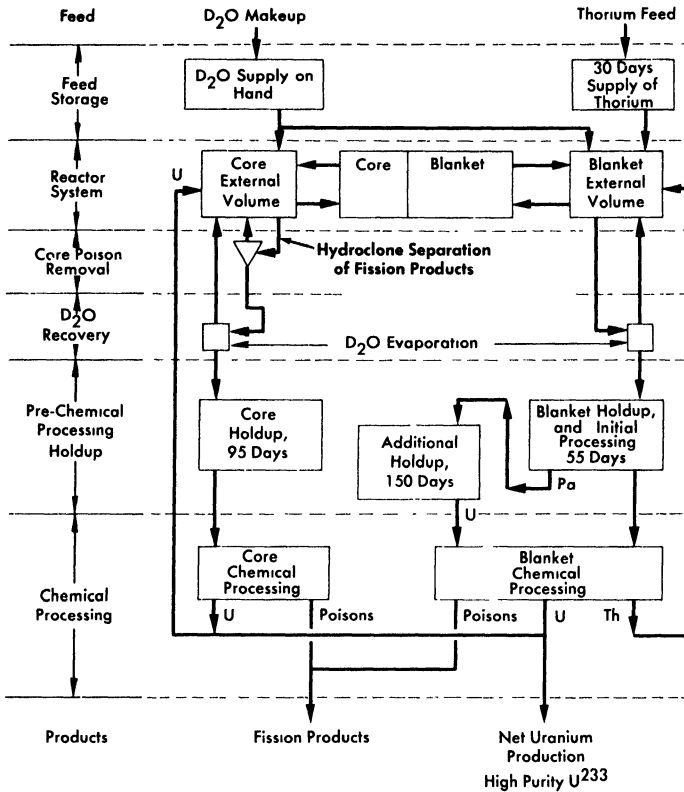 Feed
D2O Makeup
Thorium Feed
Feed
Storage
D2O Supply on
Hand
30 Days
Supply of
Thorium
Reactor
System
U
Core
External
Volume
Core
Blanket
Blanket
External
Volume
Core Poison
Removal
Hydroclone Separation
of Fission Products
D2O
Recovery
D2O Evaporation
Pre-Chemical
Processing
Holdup
Core
Holdup,
95 Days
Additional
Holdup,
150 Days
Blanket Holdup,
and Initial
Processing
55 Days
Pa
U
Chemical
Processing
Core
Chemical
Processing
Blanket
Chemical
Processing
U
Poisons
Poisons
U
Th
Products
Fission Products
Net Uranium
Production
High Purity U233